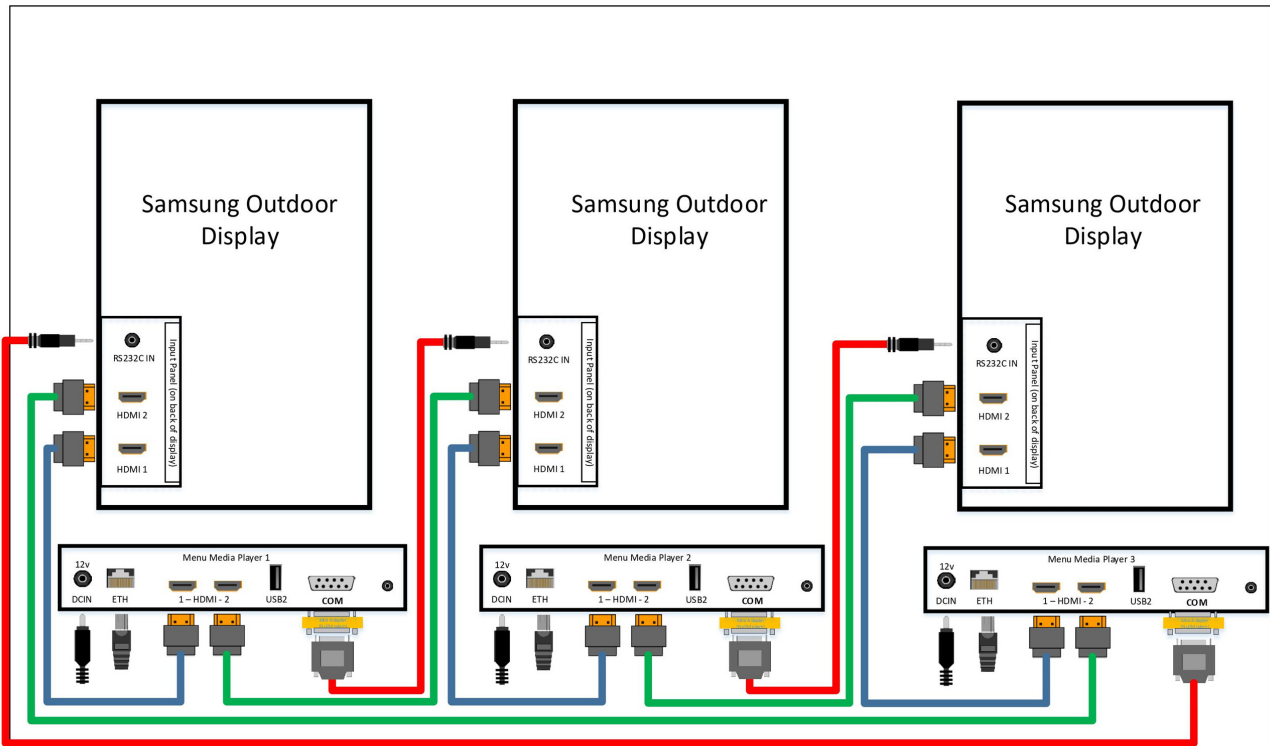 Samsung Outdoor
Display
RS232C IN
HDMI 2
HDMI 1
Input Panel (on back of display)
Samsung Outdoor
Display
RS232C IN
HDMI 2
HDMI 1
Input Panel (on back of display)
Samsung Outdoor
Display
RS232C IN
HDMI 2
HDMI 1
Input Panel (on back of display)
Menu Media Player 1
12v
DCIN
ETH
1 – HDMI - 2
USB2
COM
Menu Media Player 2
12v
DCIN
ETH
1 – HDMI - 2
USB2
COM
Menu Media Player 3
12v
DCIN
ETH
1 – HDMI - 2
USB2
COM